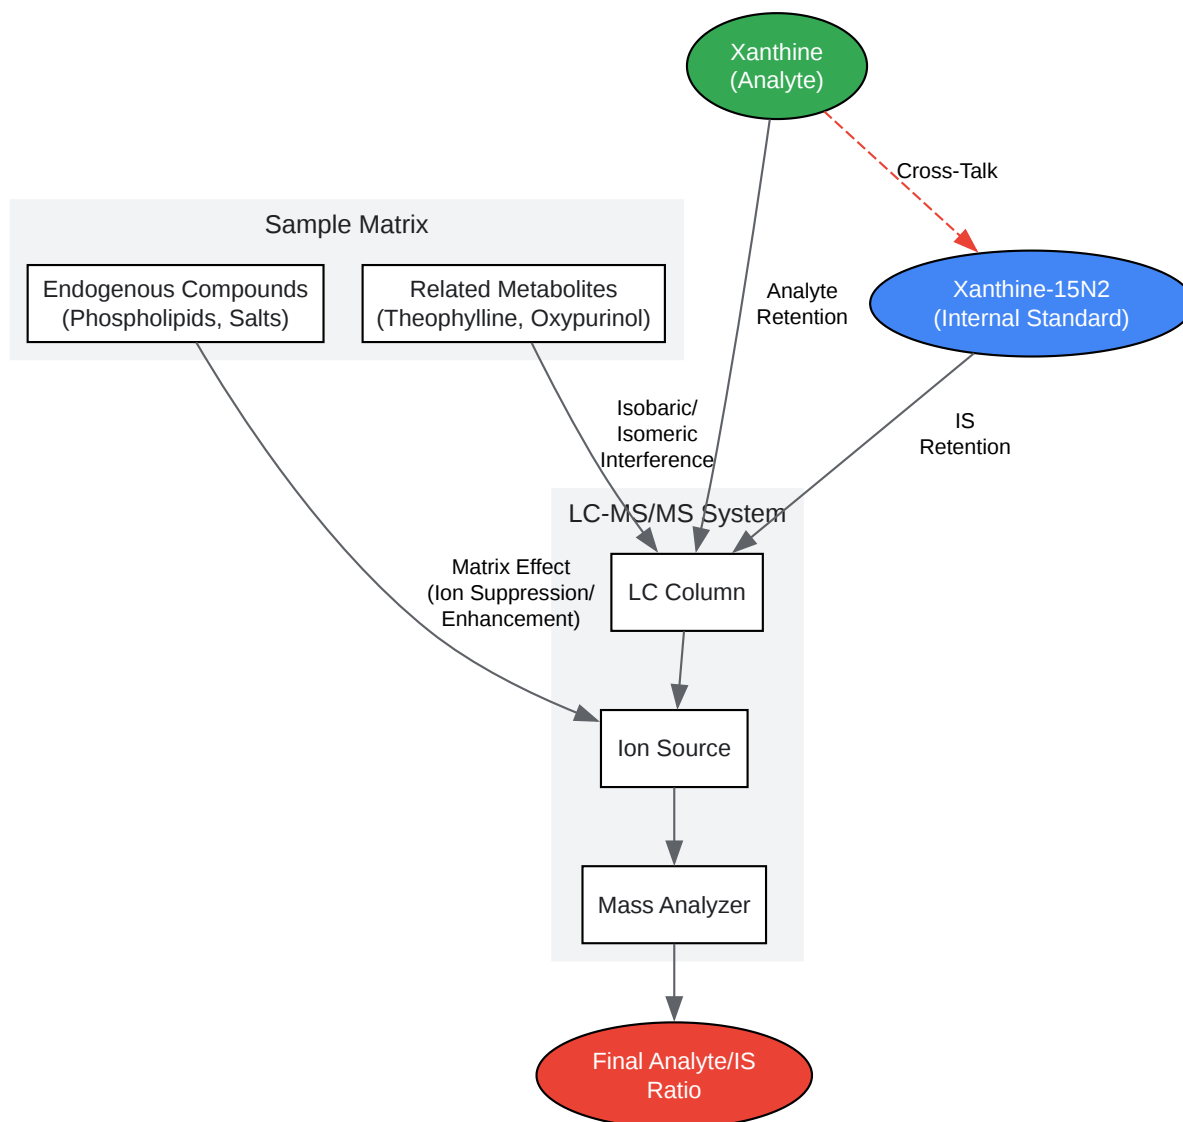 Xanthine
(Analyte)
Cross-Talk
Sample Matrix
Endogenous Compounds
(Phospholipids, Salts)
Related Metabolites
(Theophylline, Oxypurinol)
Analyte
Retention
Xanthine-15N2
(Internal Standard)
Isobaric/
Isomeric
Interference
IS
Retention
LC-MS/MS System
Matrix Effect
(Ion Suppression/
Enhancement)
LC Column
Ion Source
Mass Analyzer
Final Analyte/IS
Ratio